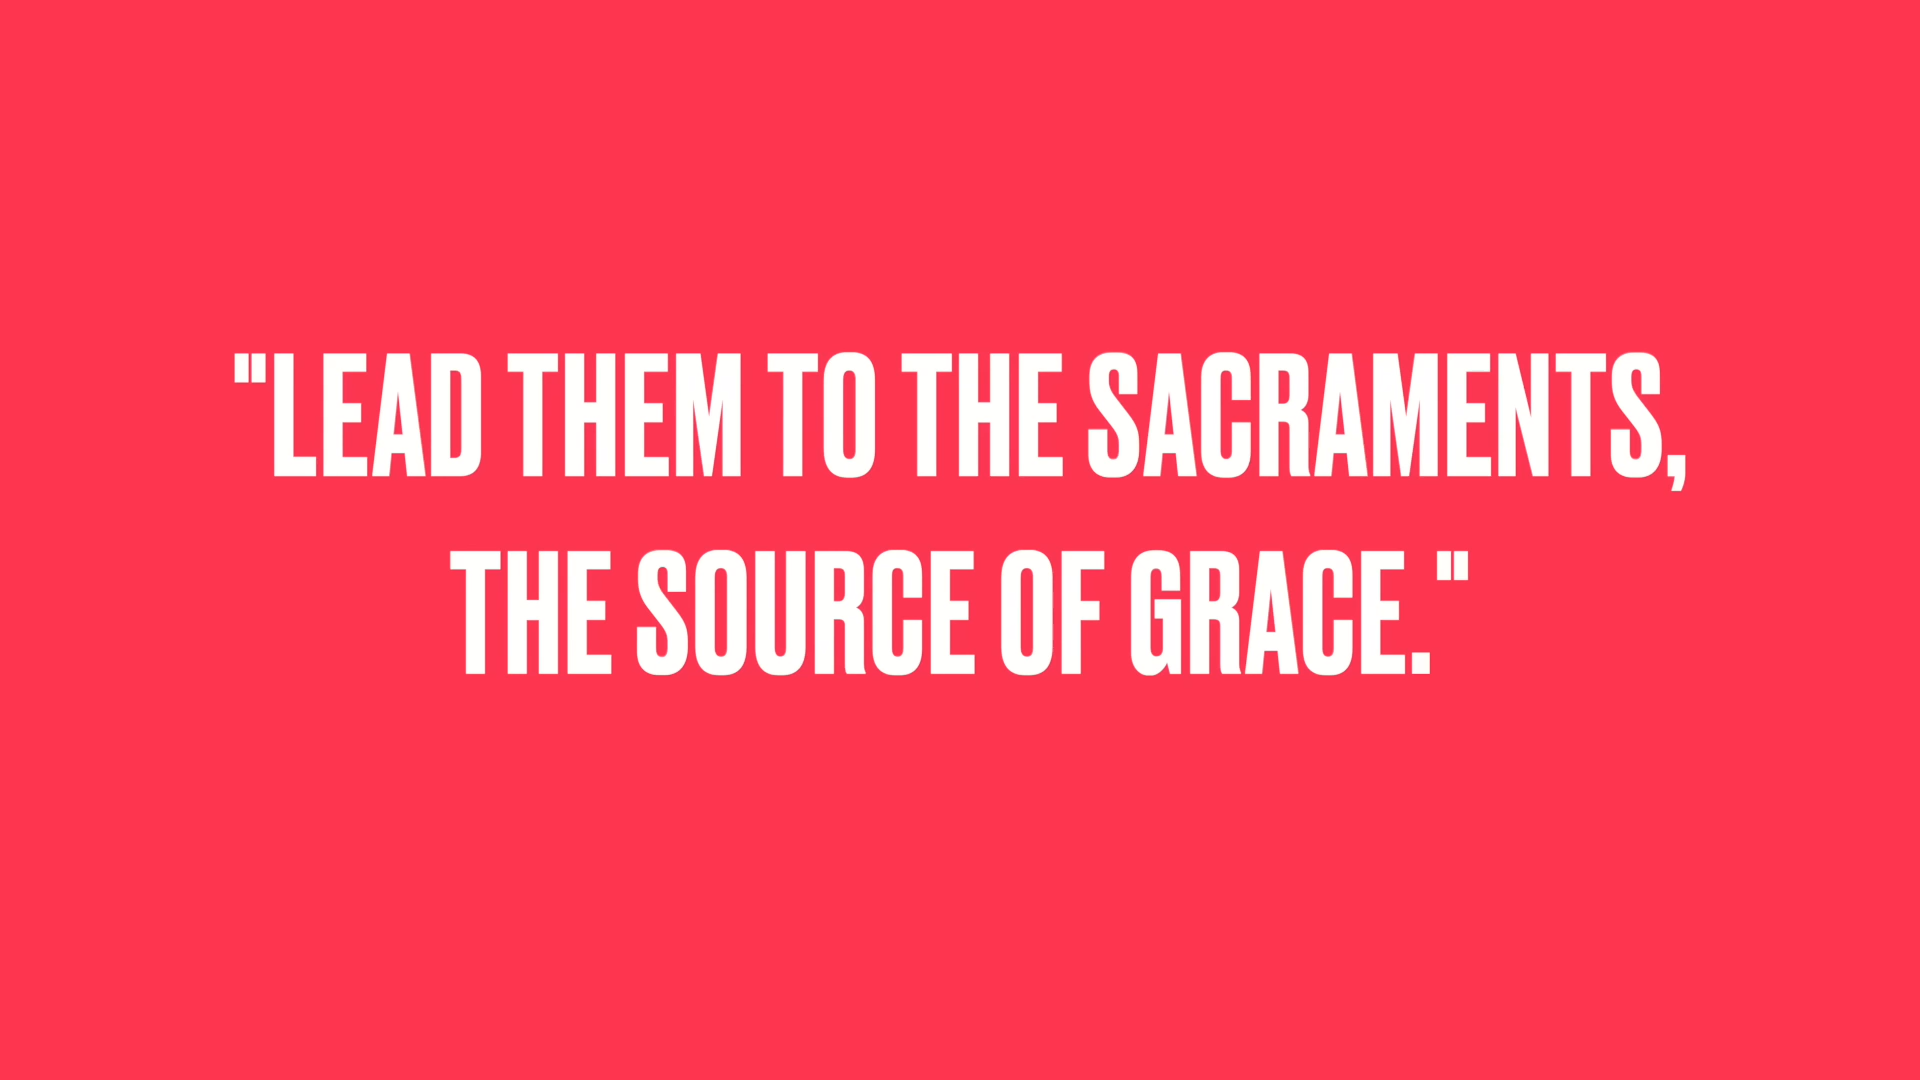 "LEAD THEM TO THE SACRAMENTS,
THE SOURCE OF GRACE."